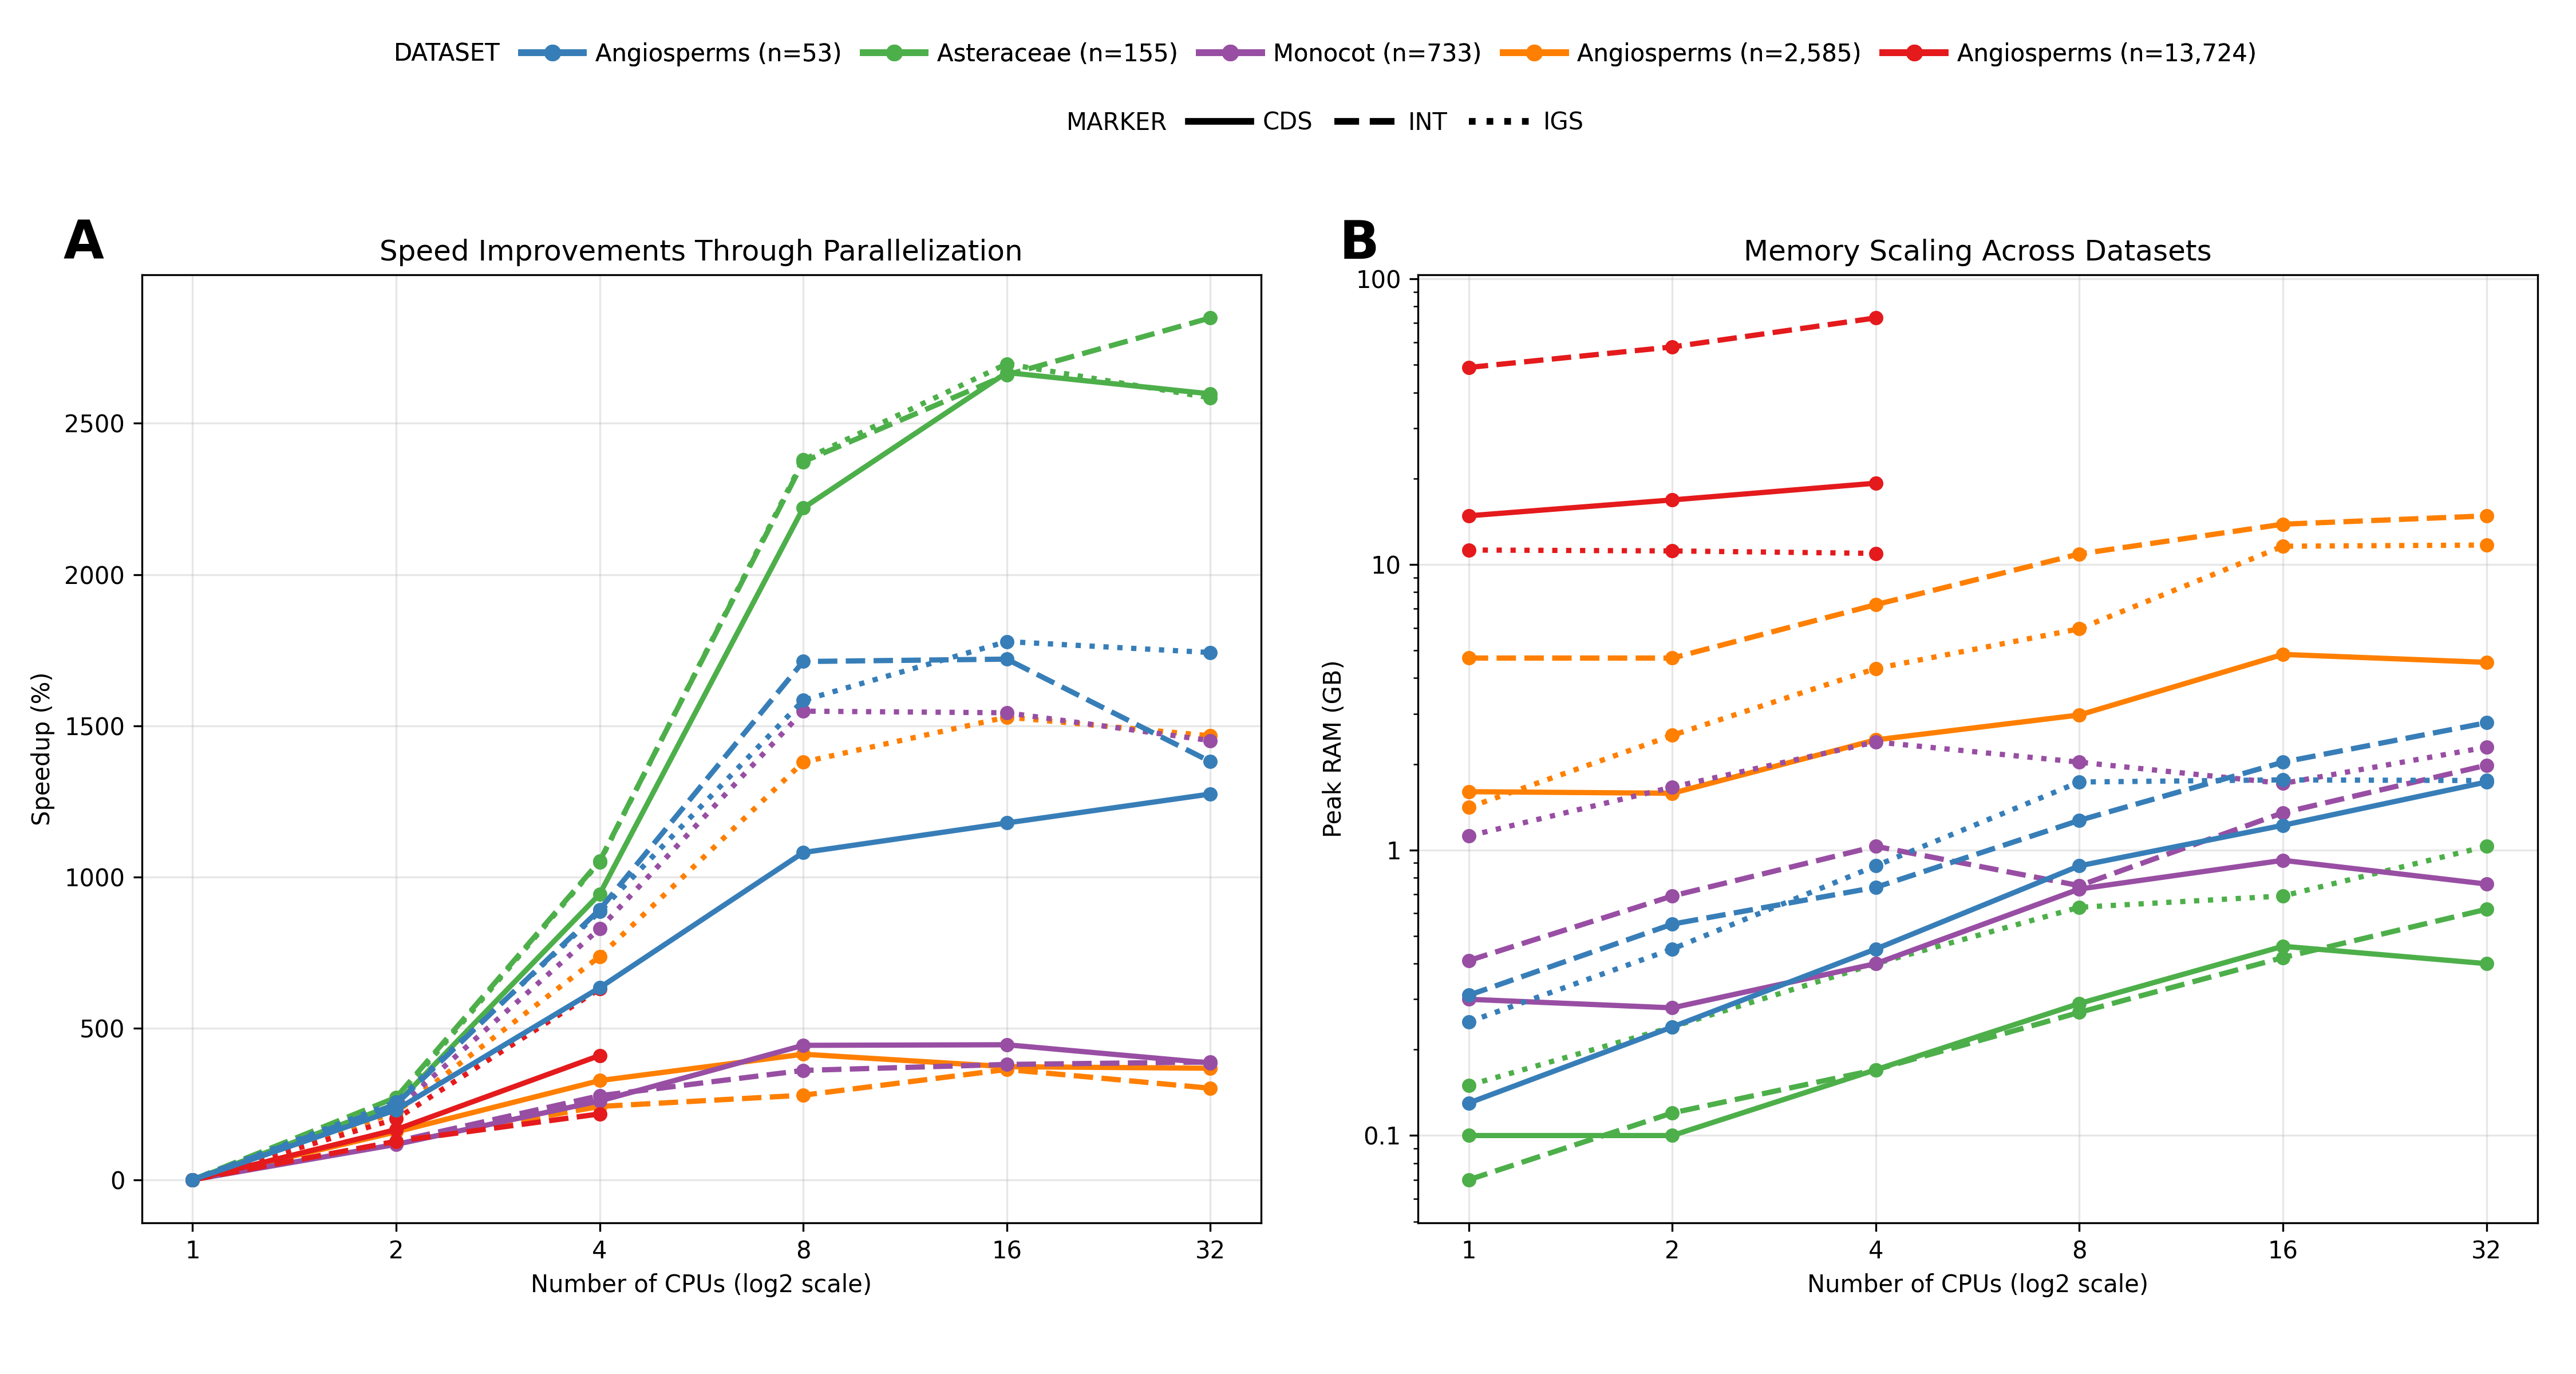 DATASET Angiosperms (n=53) Asteraceae (n=155) Monocot (n=733) Angiosperms (n=2,585) Angiosperms (n=13,724)
MARKER CDS INT IGS
A
Speed Improvements Through Parallelization
Speedup (%)
2500
2000
1500
1000
500
0
1 2 4 8 16 32
Number of CPUs (log2 scale)
B
Memory Scaling Across Datasets
Peak RAM (GB)
100
10
1
0.1
1 2 4 8 16 32
Number of CPUs (log2 scale)